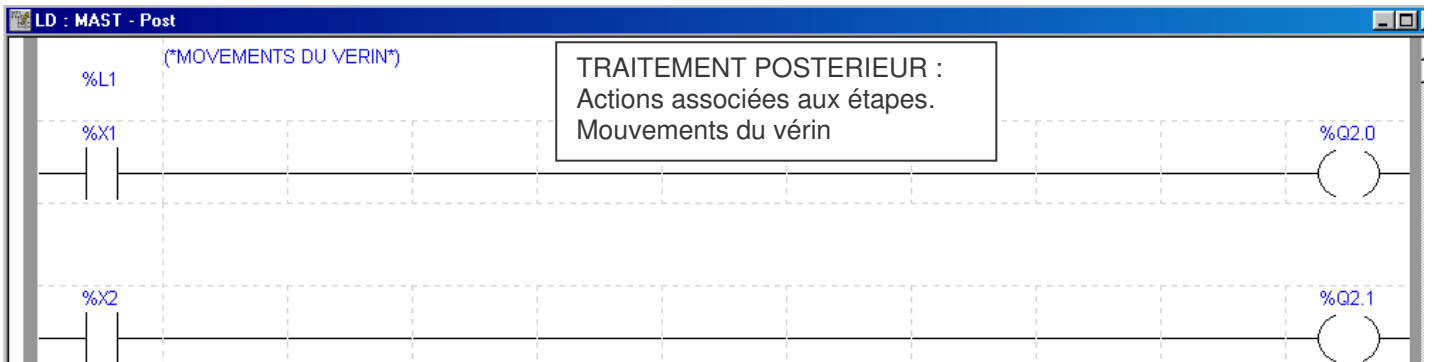 LD : MAST - Post
(*MOVEMENTS DU VERIN*)
%L1
TRAITEMENT POSTERIEUR :
Actions associées aux étapes.
Mouvements du vérin
%X1
%Q2.0
%X2
%Q2.1